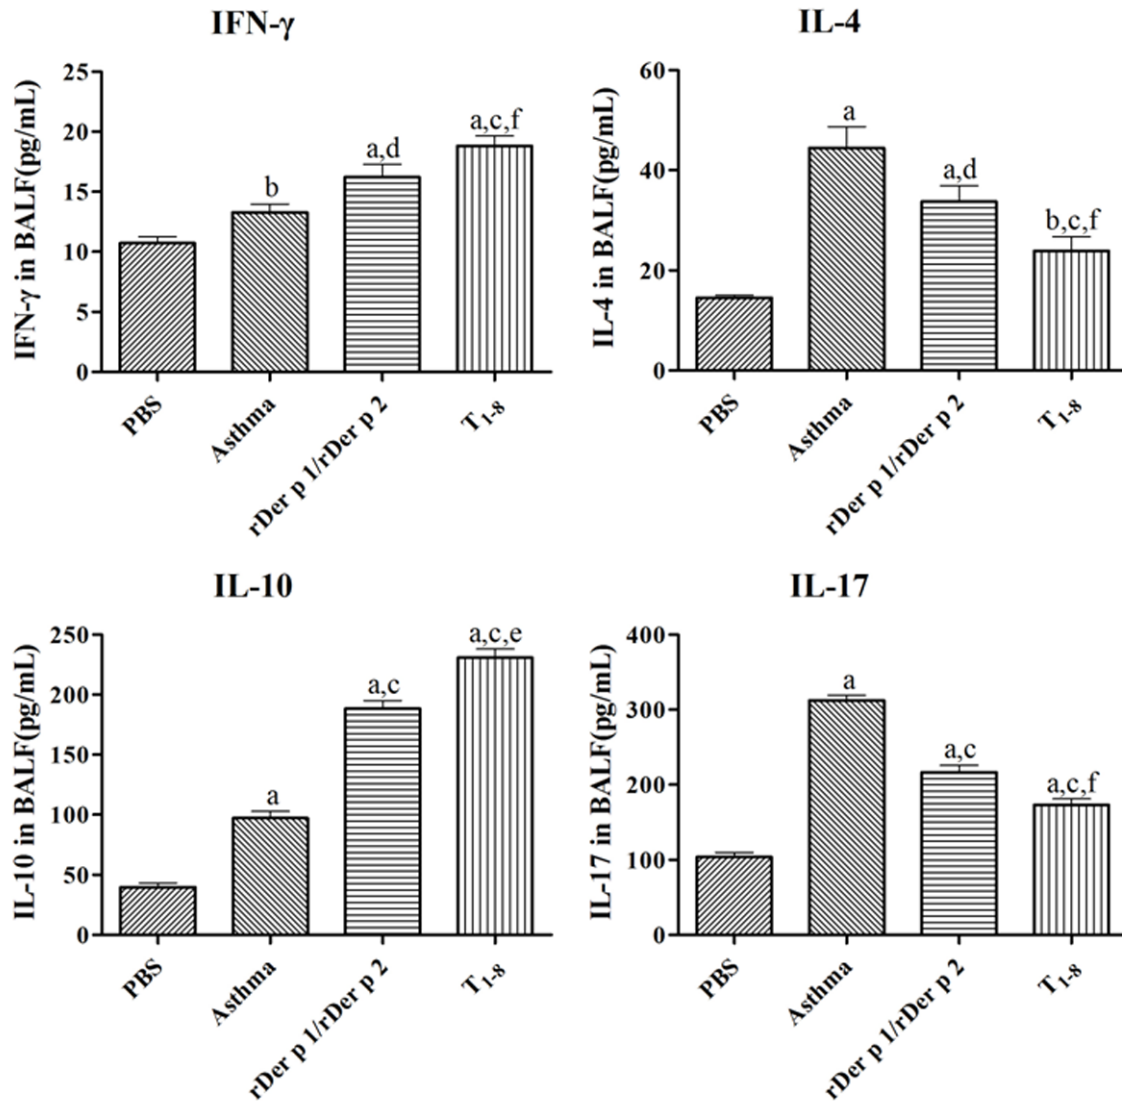 IFN-γ
IFN-γ in BALF(pg/mL)
25
20
15
10
5
0
b
a,d
a,c,f
PBS
Asthma
rDer p 1/rDer p 2
T1-8
IL-4
IL-4 in BALF(pg/mL)
60
40
20
0
a
a,d
b,c,f
PBS
Asthma
rDer p 1/rDer p 2
T1-8
IL-10
IL-10 in BALF(pg/mL)
250
200
150
100
50
0
a
a,c
a,c,e
PBS
Asthma
rDer p 1/rDer p 2
T1-8
IL-17
IL-17 in BALF(pg/mL)
400
300
200
100
0
a
a,c
a,c,f
PBS
Asthma
rDer p 1/rDer p 2
T1-8